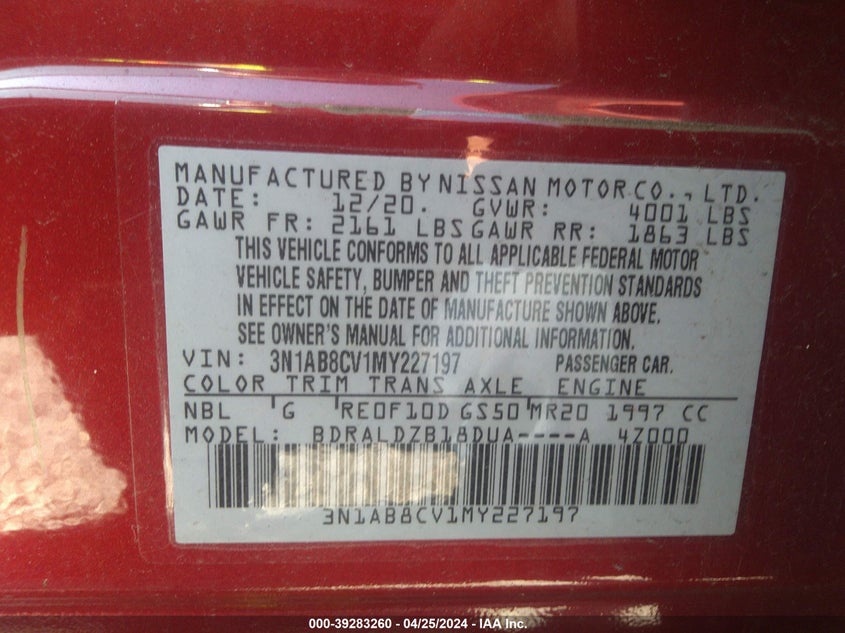 MANUFACTURED BY NISSAN MOTOR CO., LTD.
DATE: 12/20. GVWR: 4001 LBS
GAWR FR: 2161 LBS GAWR RR: 1863 LBS
THIS VEHICLE CONFORMS TO ALL APPLICABLE FEDERAL MOTOR
VEHICLE SAFETY, BUMPER AND THEFT PREVENTION STANDARDS
IN EFFECT ON THE DATE OF MANUFACTURE SHOWN ABOVE.
SEE OWNER'S MANUAL FOR ADDITIONAL INFORMATION.
VIN: 3N1AB8CV1MY227197 PASSENGER CAR.
COLOR TRIM TRANS AXLE ENGINE
NBL G RE0F10D GS50 MR20 1997 CC
MODEL: BDRALDZB18DUA----A 4Z000
3N1AB8CV1MY227197
000-39283260 - 04/25/2024 - IAA Inc.